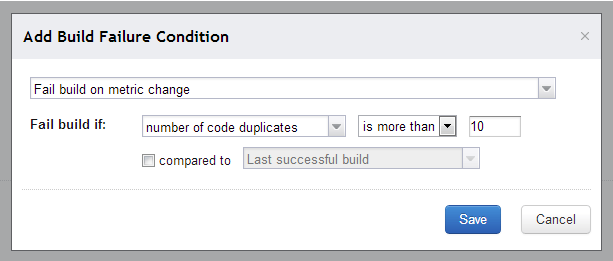 Add Build Failure Condition ×
Fail build on metric change
Fail build if: number of code duplicates is more than 10
compared to Last successful build
Save Cancel